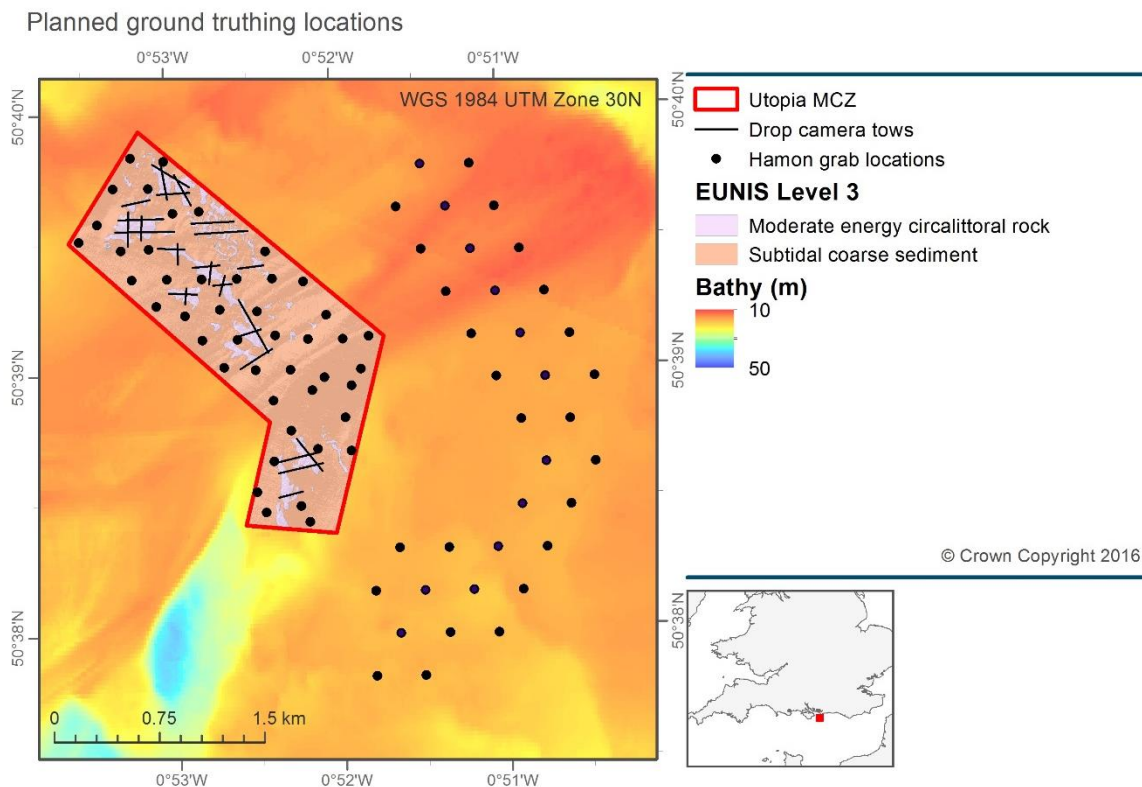 Planned ground truthing locations
0°53'W 0°52'W 0°51'W
WGS 1984 UTM Zone 30N
50°40'N
50°40'N
50°39'N
50°39'N
50°38'N
50°38'N
0 0.75 1.5 km
0°53'W 0°52'W 0°51'W
Utopia MCZ
Drop camera tows
Hamon grab locations
EUNIS Level 3
Moderate energy circalittoral rock
Subtidal coarse sediment
Bathy (m)
10
50
© Crown Copyright 2016